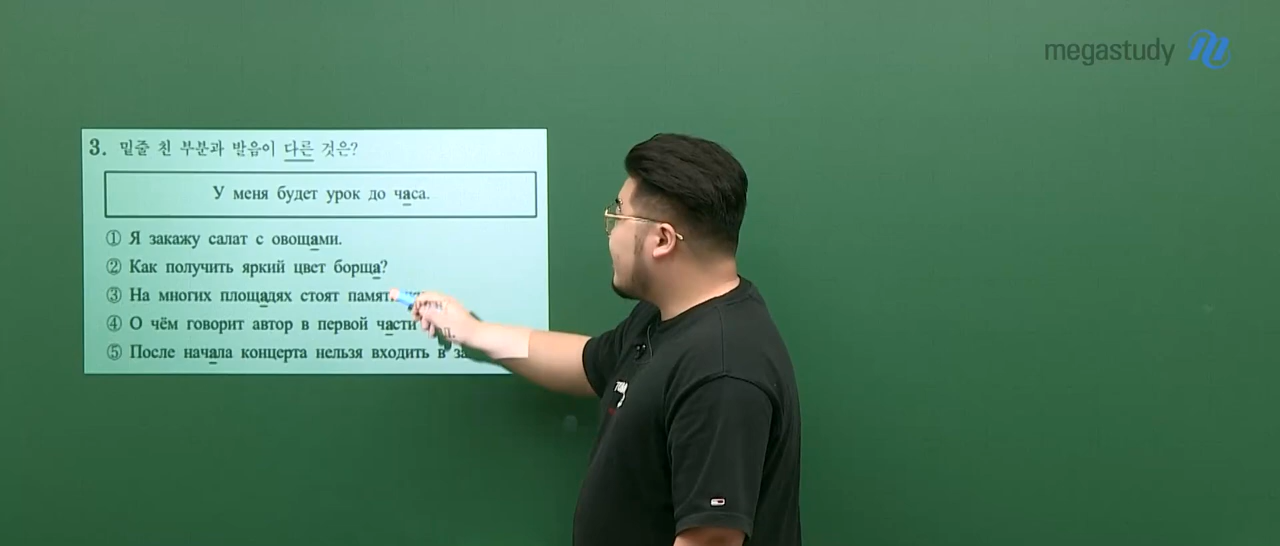 megastudy
3. 밑줄 친 부분과 발음이 다른 것은?
У меня будет урок до часа.
① Я закажу салат с овощами.
② Как получить яркий цвет борща?
③ На многих площадях стоят
④ О чём говорит автор в первой части
⑤ После начала концерта нельзя входить в